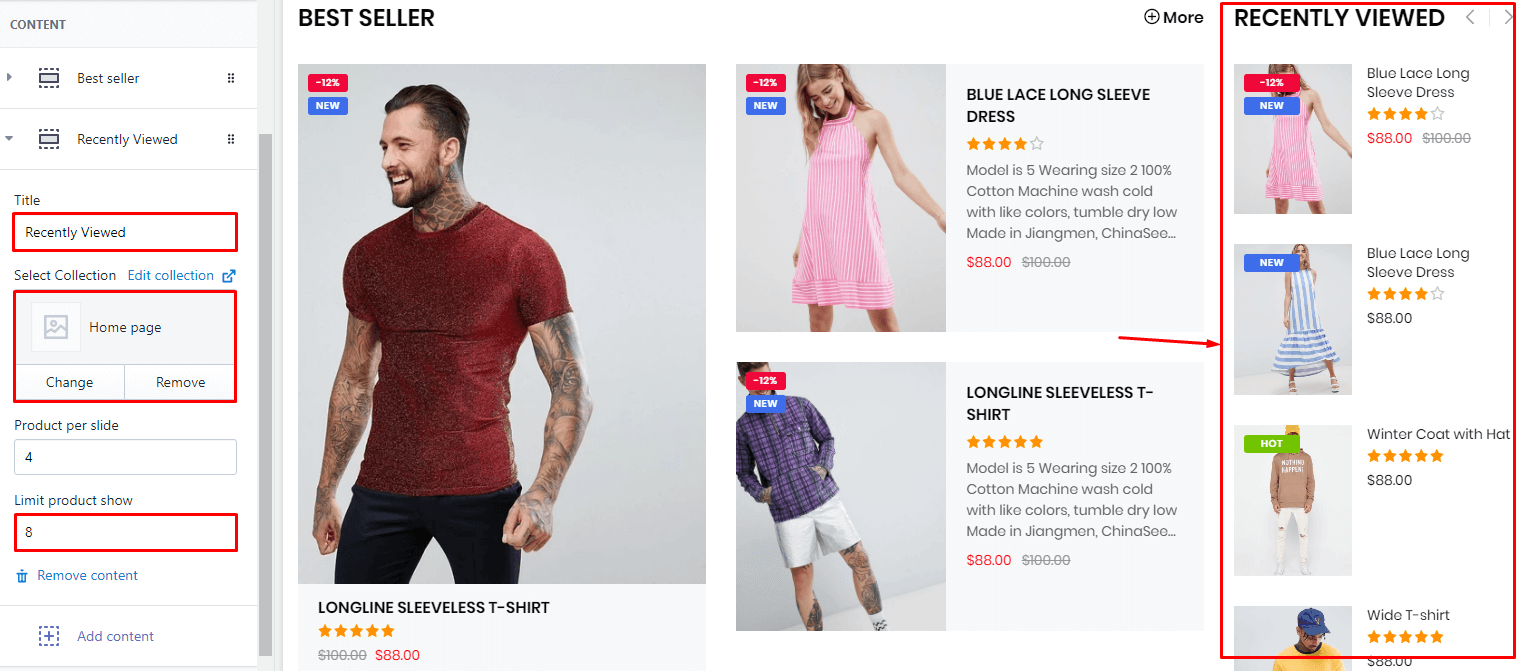 CONTENT
Best seller
Recently Viewed
Title
Recently Viewed
Select Collection Edit collection
Home page
Change Remove
Product per slide
4
Limit product show
8
Remove content
Add content
BEST SELLER
More
-12%
NEW
LONGLINE SLEEVELESS T-SHIRT
$100.00 $88.00
-12%
NEW
BLUE LACE LONG SLEEVE
DRESS
Model is 5 Wearing size 2 100%
Cotton Machine wash cold
with like colors, tumble dry low
Made in Jiangmen, ChinaSee...
$88.00 $100.00
-12%
NEW
LONGLINE SLEEVELESS T-
SHIRT
Model is 5 Wearing size 2 100%
Cotton Machine wash cold
with like colors, tumble dry low
Made in Jiangmen, ChinaSee...
$88.00 $100.00
RECENTLY VIEWED
-12%
NEW
Blue Lace Long
Sleeve Dress
$88.00 $100.00
NEW
Blue Lace Long
Sleeve Dress
$88.00
HOT
NOTHING
HAPPENS
Winter Coat with Hat
$88.00
Wide T-shirt
$88.00